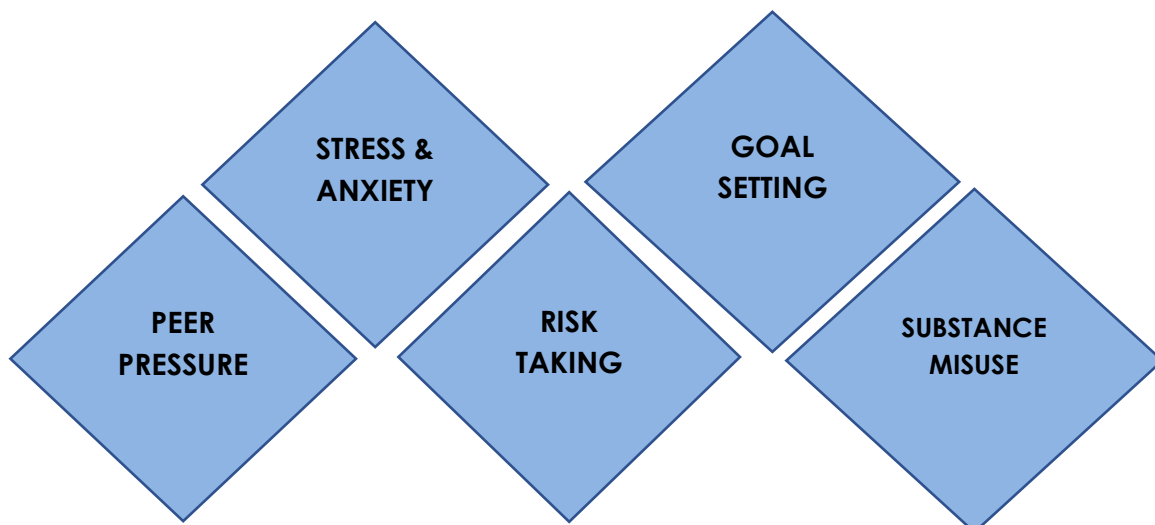 STRESS &
ANXIETY
GOAL
SETTING
PEER
PRESSURE
RISK
TAKING
SUBSTANCE
MISUSE